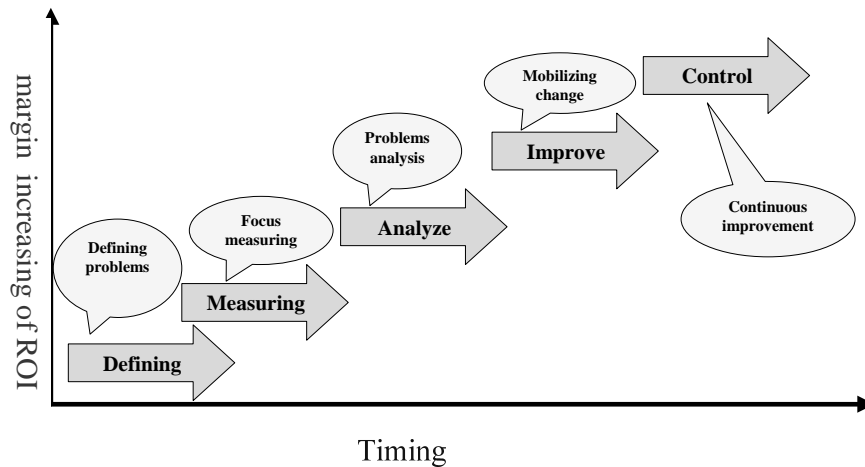 margin increasing of ROI
Defining
problems
Defining
Focus
measuring
Measuring
Problems
analysis
Analyze
Mobilizing
change
Improve
Control
Continuous
improvement
Timing